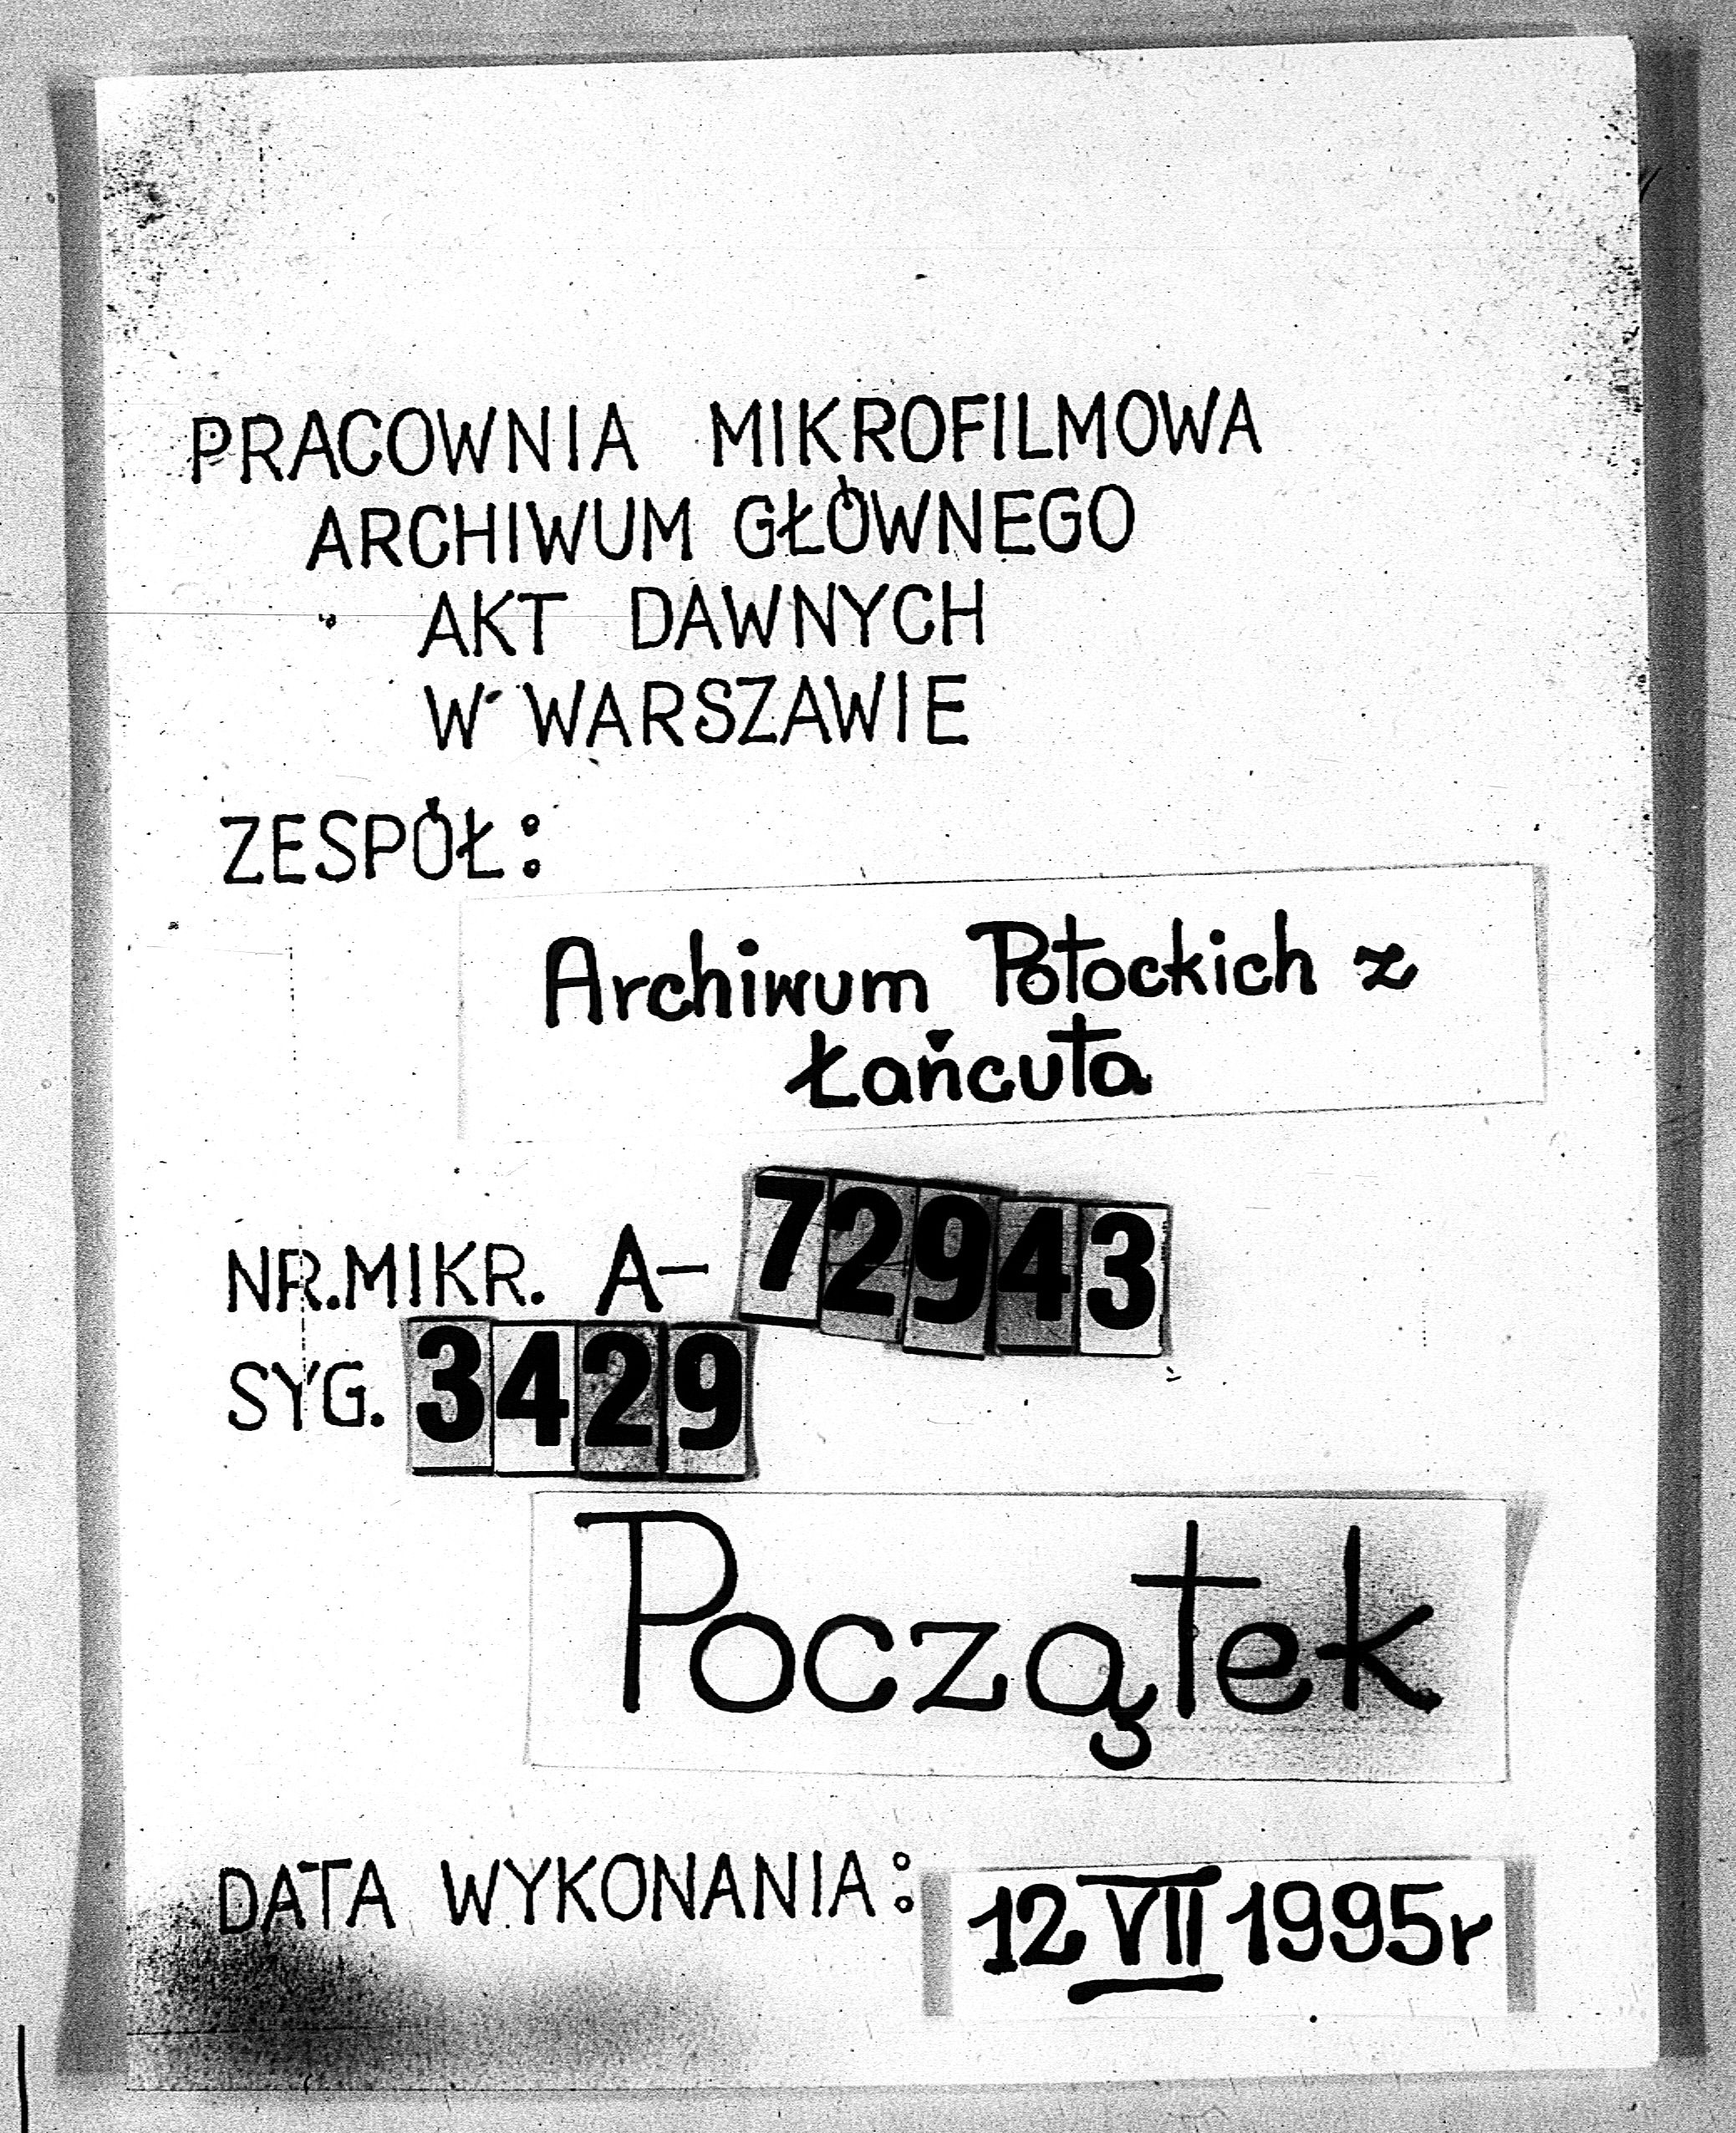 PRACOWNIA MIKROFILMOWA
ARCHIWUM GŁÓWNEGO
AKT DAWNYCH
W WARSZAWIE
ZESPÓŁ:
Archiwum Potockich z
Łańcuta
NR.MIKR. A- 72943
SYG. 3429
Początek
DATA WYKONANIA: 12 VII 1995r